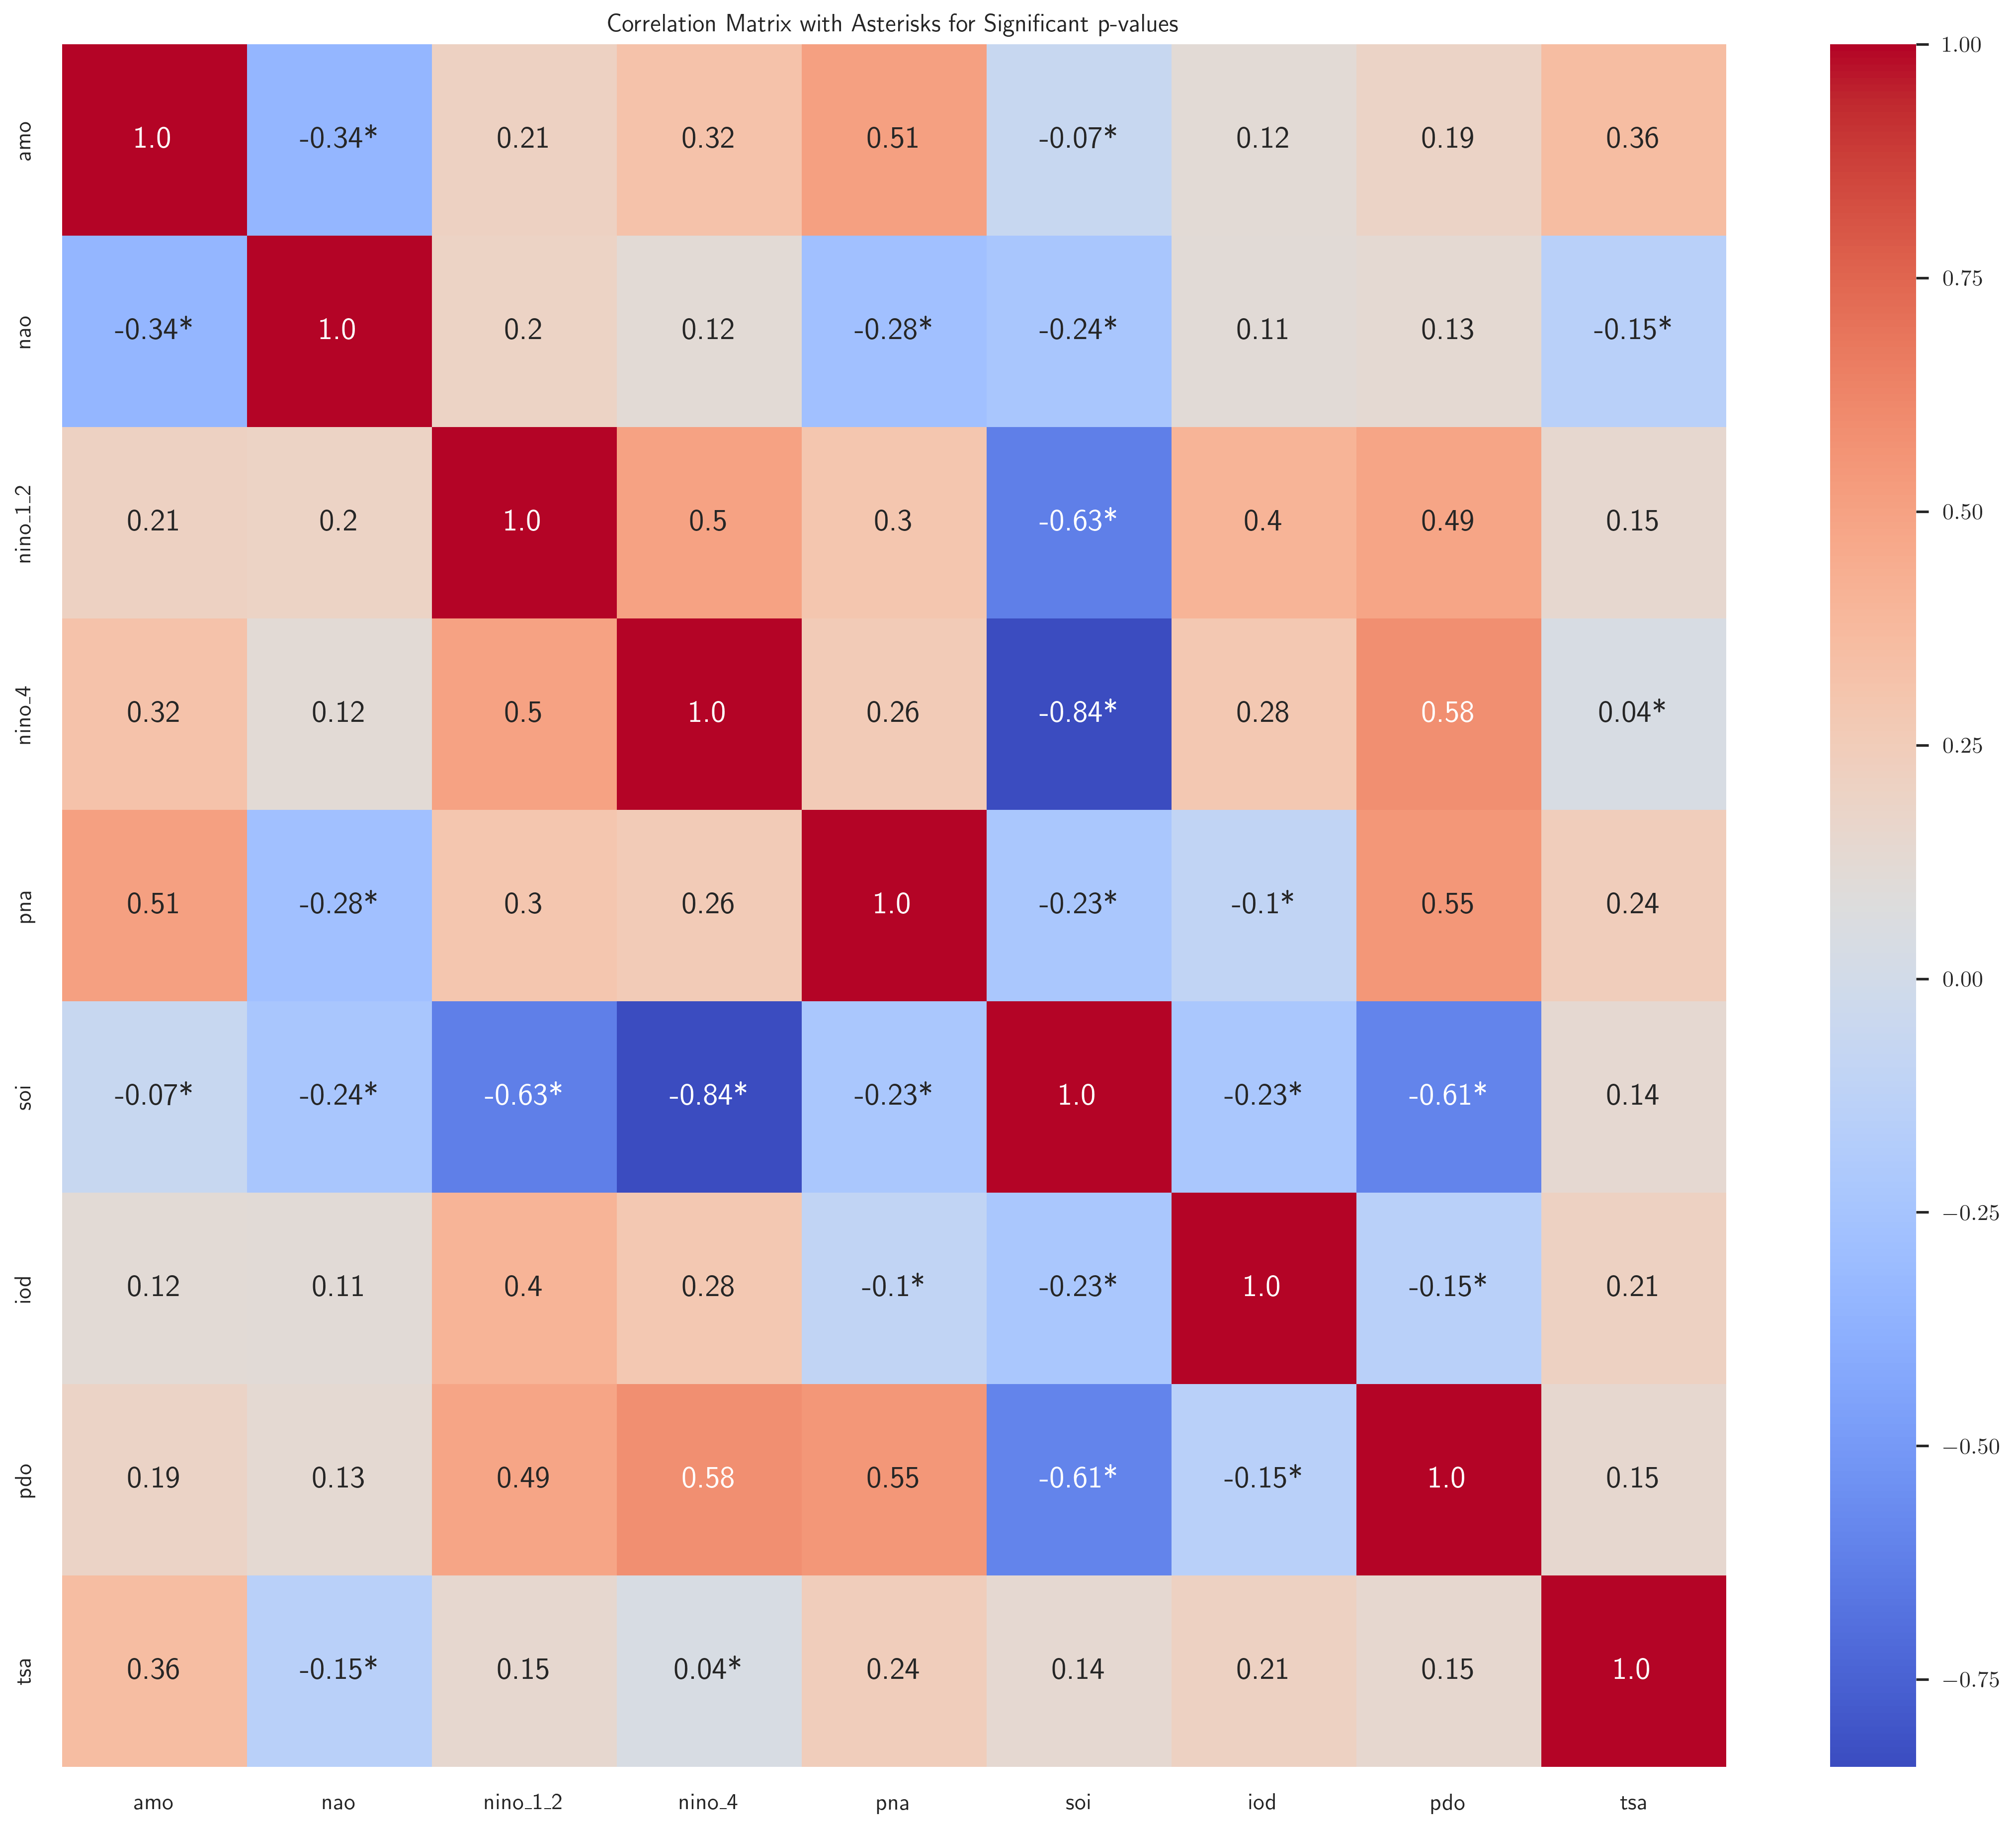 Correlation Matrix with Asterisks for Significant p-values
amo 1.0 -0.34* 0.21 0.32 0.51 -0.07* 0.12 0.19 0.36
nao -0.34* 1.0 0.2 0.12 -0.28* -0.24* 0.11 0.13 -0.15*
nino_1_2 0.21 0.2 1.0 0.5 0.3 -0.63* 0.4 0.49 0.15
nino_4 0.32 0.12 0.5 1.0 0.26 -0.84* 0.28 0.58 0.04*
pna 0.51 -0.28* 0.3 0.26 1.0 -0.23* -0.1* 0.55 0.24
soi -0.07* -0.24* -0.63* -0.84* -0.23* 1.0 -0.23* -0.61* 0.14
iod 0.12 0.11 0.4 0.28 -0.1* -0.23* 1.0 -0.15* 0.21
pdo 0.19 0.13 0.49 0.58 0.55 -0.61* -0.15* 1.0 0.15
tsa 0.36 -0.15* 0.15 0.04* 0.24 0.14 0.21 0.15 1.0
amo nao nino_1_2 nino_4 pna soi iod pdo tsa
1.00
0.75
0.50
0.25
0.00
−0.25
−0.50
−0.75